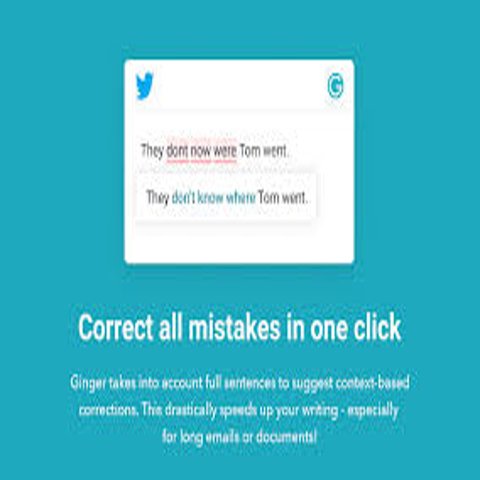 They dont now were Tom went.
They don't know where Tom went.
Correct all mistakes in one click
Ginger takes into account full sentences to suggest context-based
corrections. This drastically speeds up your writing - especially
for long emails or documents!